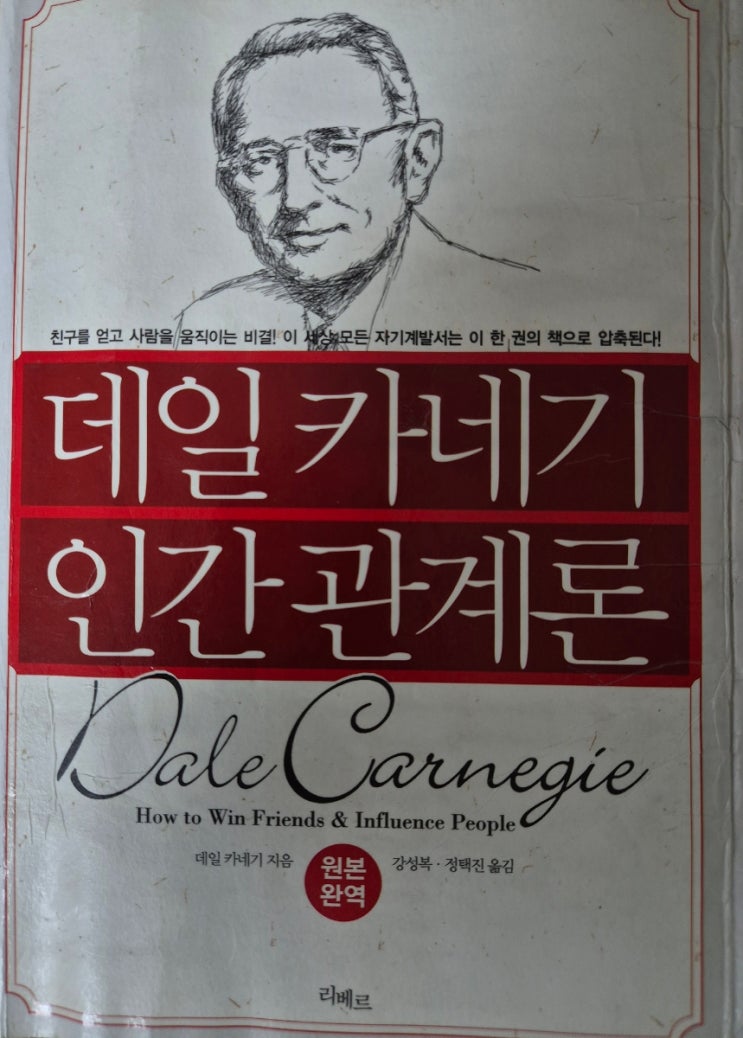 친구를 얻고 사람을 움직이는 비결! 이 세상 모든 자기계발서는 이 한 권의 책으로 압축된다!
데일 카네기
인간관계론
Dale Carnegie
How to Win Friends & Influence People
데일 카네기 지음 원본 강성복 · 정택진 옮김
완역
리베르